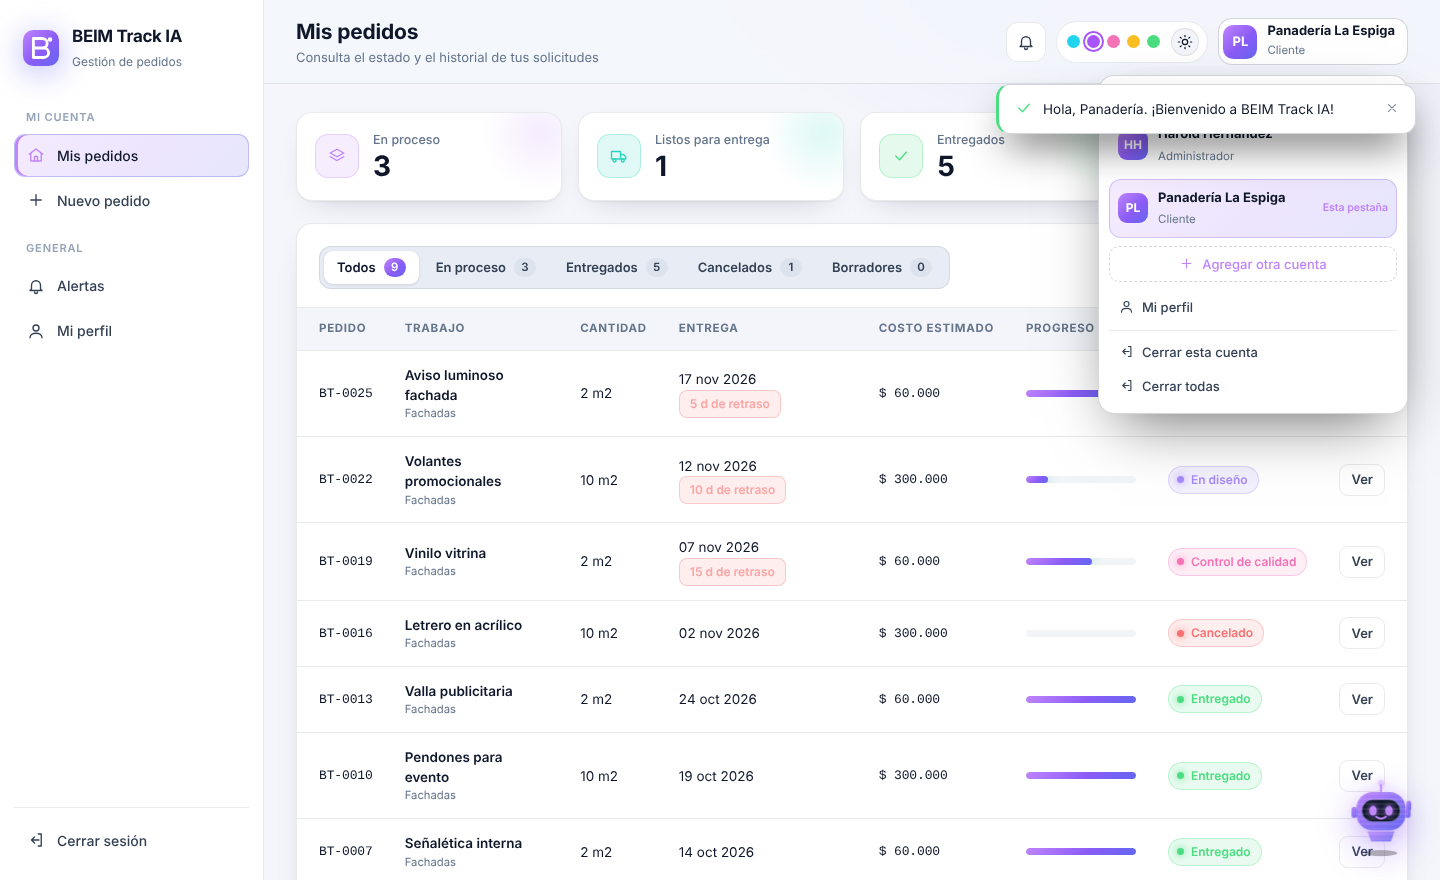 BEIM Track IA
Gestión de pedidos
MI CUENTA
Mis pedidos
Nuevo pedido
GENERAL
Alertas
Mi perfil
Cerrar sesión
Mis pedidos
Consulta el estado y el historial de tus solicitudes
PL
Panadería La Espiga
Cliente
Hola, Panadería. ¡Bienvenido a BEIM Track IA!
HH
Harold Hernández
Administrador
PL
Panadería La Espiga
Cliente
Esta pestaña
Agregar otra cuenta
Mi perfil
Cerrar esta cuenta
Cerrar todas
En proceso
3
Listos para entrega
1
Entregados
5
Todos 9
En proceso 3
Entregados 5
Cancelados 1
Borradores 0
PEDIDO TRABAJO CANTIDAD ENTREGA COSTO ESTIMADO PROGRESO
BT-0025 Aviso luminoso fachada Fachadas 2 m2 17 nov 2026 5 d de retraso $ 60.000
BT-0022 Volantes promocionales Fachadas 10 m2 12 nov 2026 10 d de retraso $ 300.000 En diseño Ver
BT-0019 Vinilo vitrina Fachadas 2 m2 07 nov 2026 15 d de retraso $ 60.000 Control de calidad Ver
BT-0016 Letrero en acrílico Fachadas 10 m2 02 nov 2026 $ 300.000 Cancelado Ver
BT-0013 Valla publicitaria Fachadas 2 m2 24 oct 2026 $ 60.000 Entregado Ver
BT-0010 Pendones para evento Fachadas 10 m2 19 oct 2026 $ 300.000 Entregado Ver
BT-0007 Señalética interna Fachadas 2 m2 14 oct 2026 $ 60.000 Entregado Ver